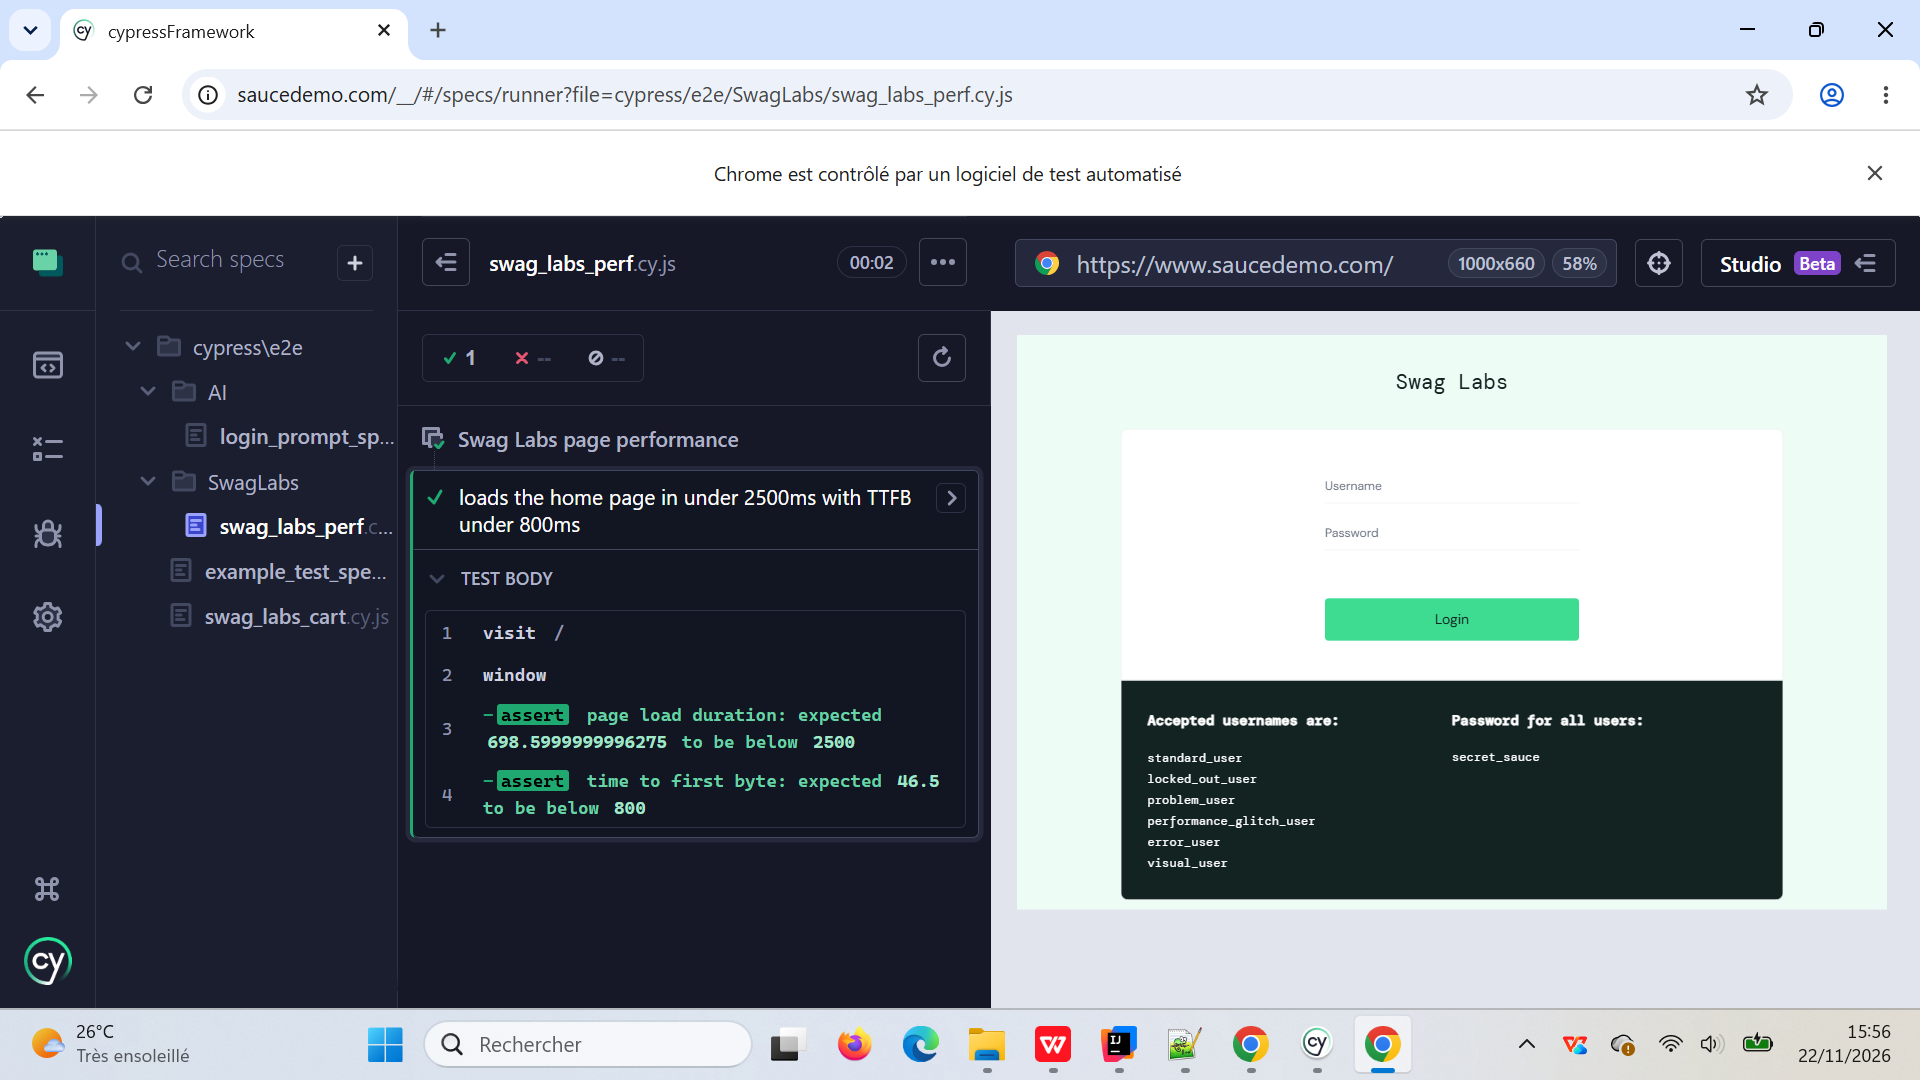 cypressFramework
saucedemo.com/__/#/specs/runner?file=cypress/e2e/SwagLabs/swag_labs_perf.cy.js
Chrome est contrôlé par un logiciel de test automatisé
Search specs
cypress\e2e
AI
login_prompt_sp...
SwagLabs
swag_labs_perf.c...
example_test_spe...
swag_labs_cart.cy.js
cy
swag_labs_perf.cy.js
00:02
1 -- --
Swag Labs page performance
loads the home page in under 2500ms with TTFB
under 800ms
TEST BODY
1 visit /
2 window
3 -assert page load duration: expected
698.5999999996275 to be below 2500
4 -assert time to first byte: expected 46.5
to be below 800
https://www.saucedemo.com/ 1000x660 58%
Studio Beta
Swag Labs
Username
Password
Login
Accepted usernames are:
standard_user
locked_out_user
problem_user
performance_glitch_user
error_user
visual_user
Password for all users:
secret_sauce
26°C
Très ensoleillé
Rechercher
15:56
22/11/2026